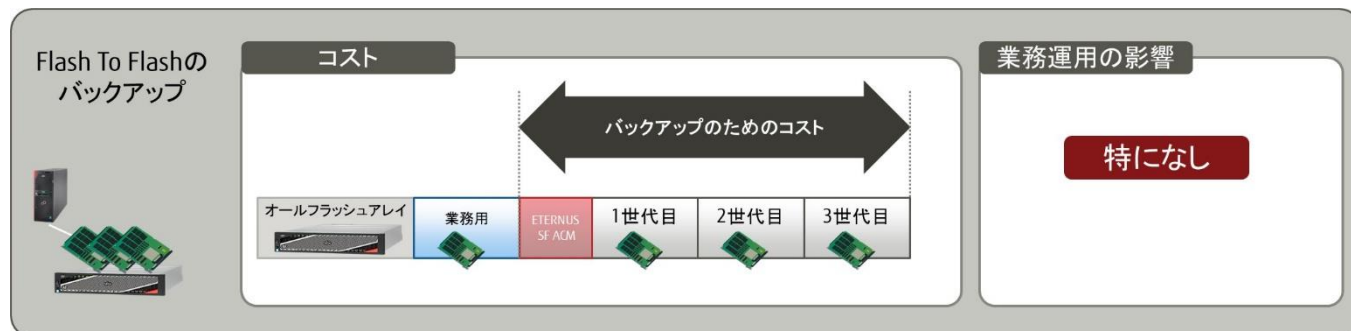 Flash To Flashの
バックアップ
コスト
バックアップのためのコスト
オールフラッシュアレイ
業務用
ETERNUS
SF ACM
1世代目
2世代目
3世代目
業務運用の影響
特になし